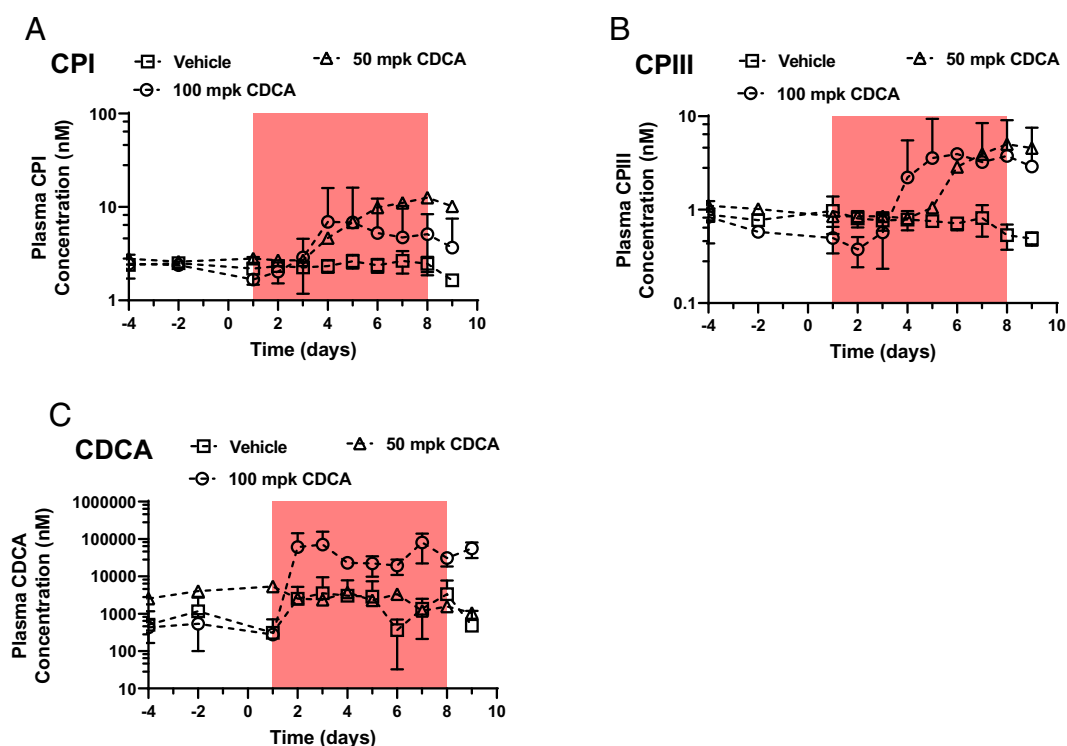 A
CPI
Vehicle
50 mpk CDCA
100 mpk CDCA
Plasma CPI
Concentration (nM)
100
10
1
-4 -2 0 2 4 6 8 10
Time (days)
B
CPIII
Vehicle
50 mpk CDCA
100 mpk CDCA
Plasma CPIII
Concentration (nM)
10
1
0.1
-4 -2 0 2 4 6 8 10
Time (days)
C
CDCA
Vehicle
50 mpk CDCA
100 mpk CDCA
Plasma CDCA
Concentration (nM)
1000000
100000
10000
1000
100
10
-4 -2 0 2 4 6 8 10
Time (days)